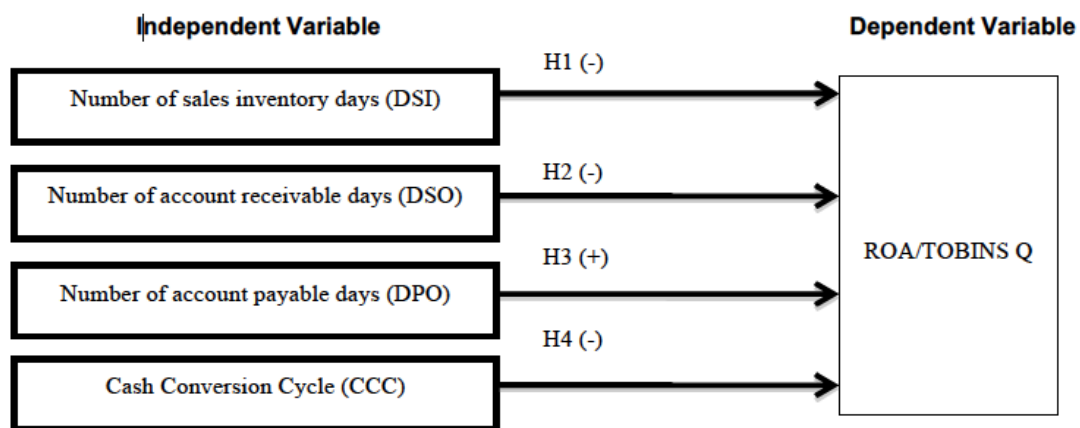 Independent Variable
Dependent Variable
H1 (-)
Number of sales inventory days (DSI)
H2 (-)
Number of account receivable days (DSO)
H3 (+)
ROA/TOBINS Q
Number of account payable days (DPO)
H4 (-)
Cash Conversion Cycle (CCC)